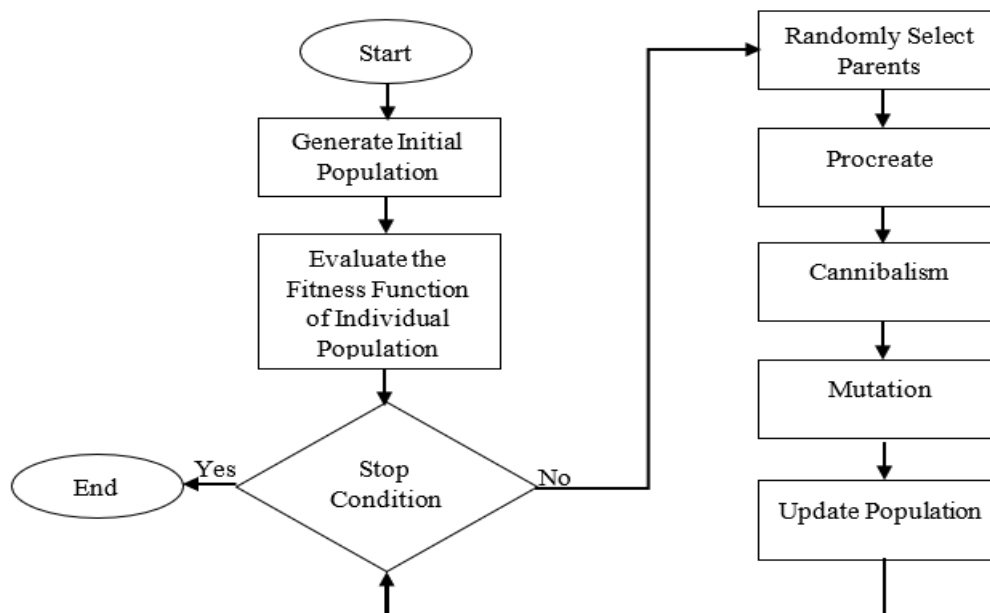 Start
Generate Initial
Population
Evaluate the
Fitness Function
of Individual
Population
Stop
Condition
Yes
End
No
Randomly Select
Parents
Procreate
Cannibalism
Mutation
Update Population